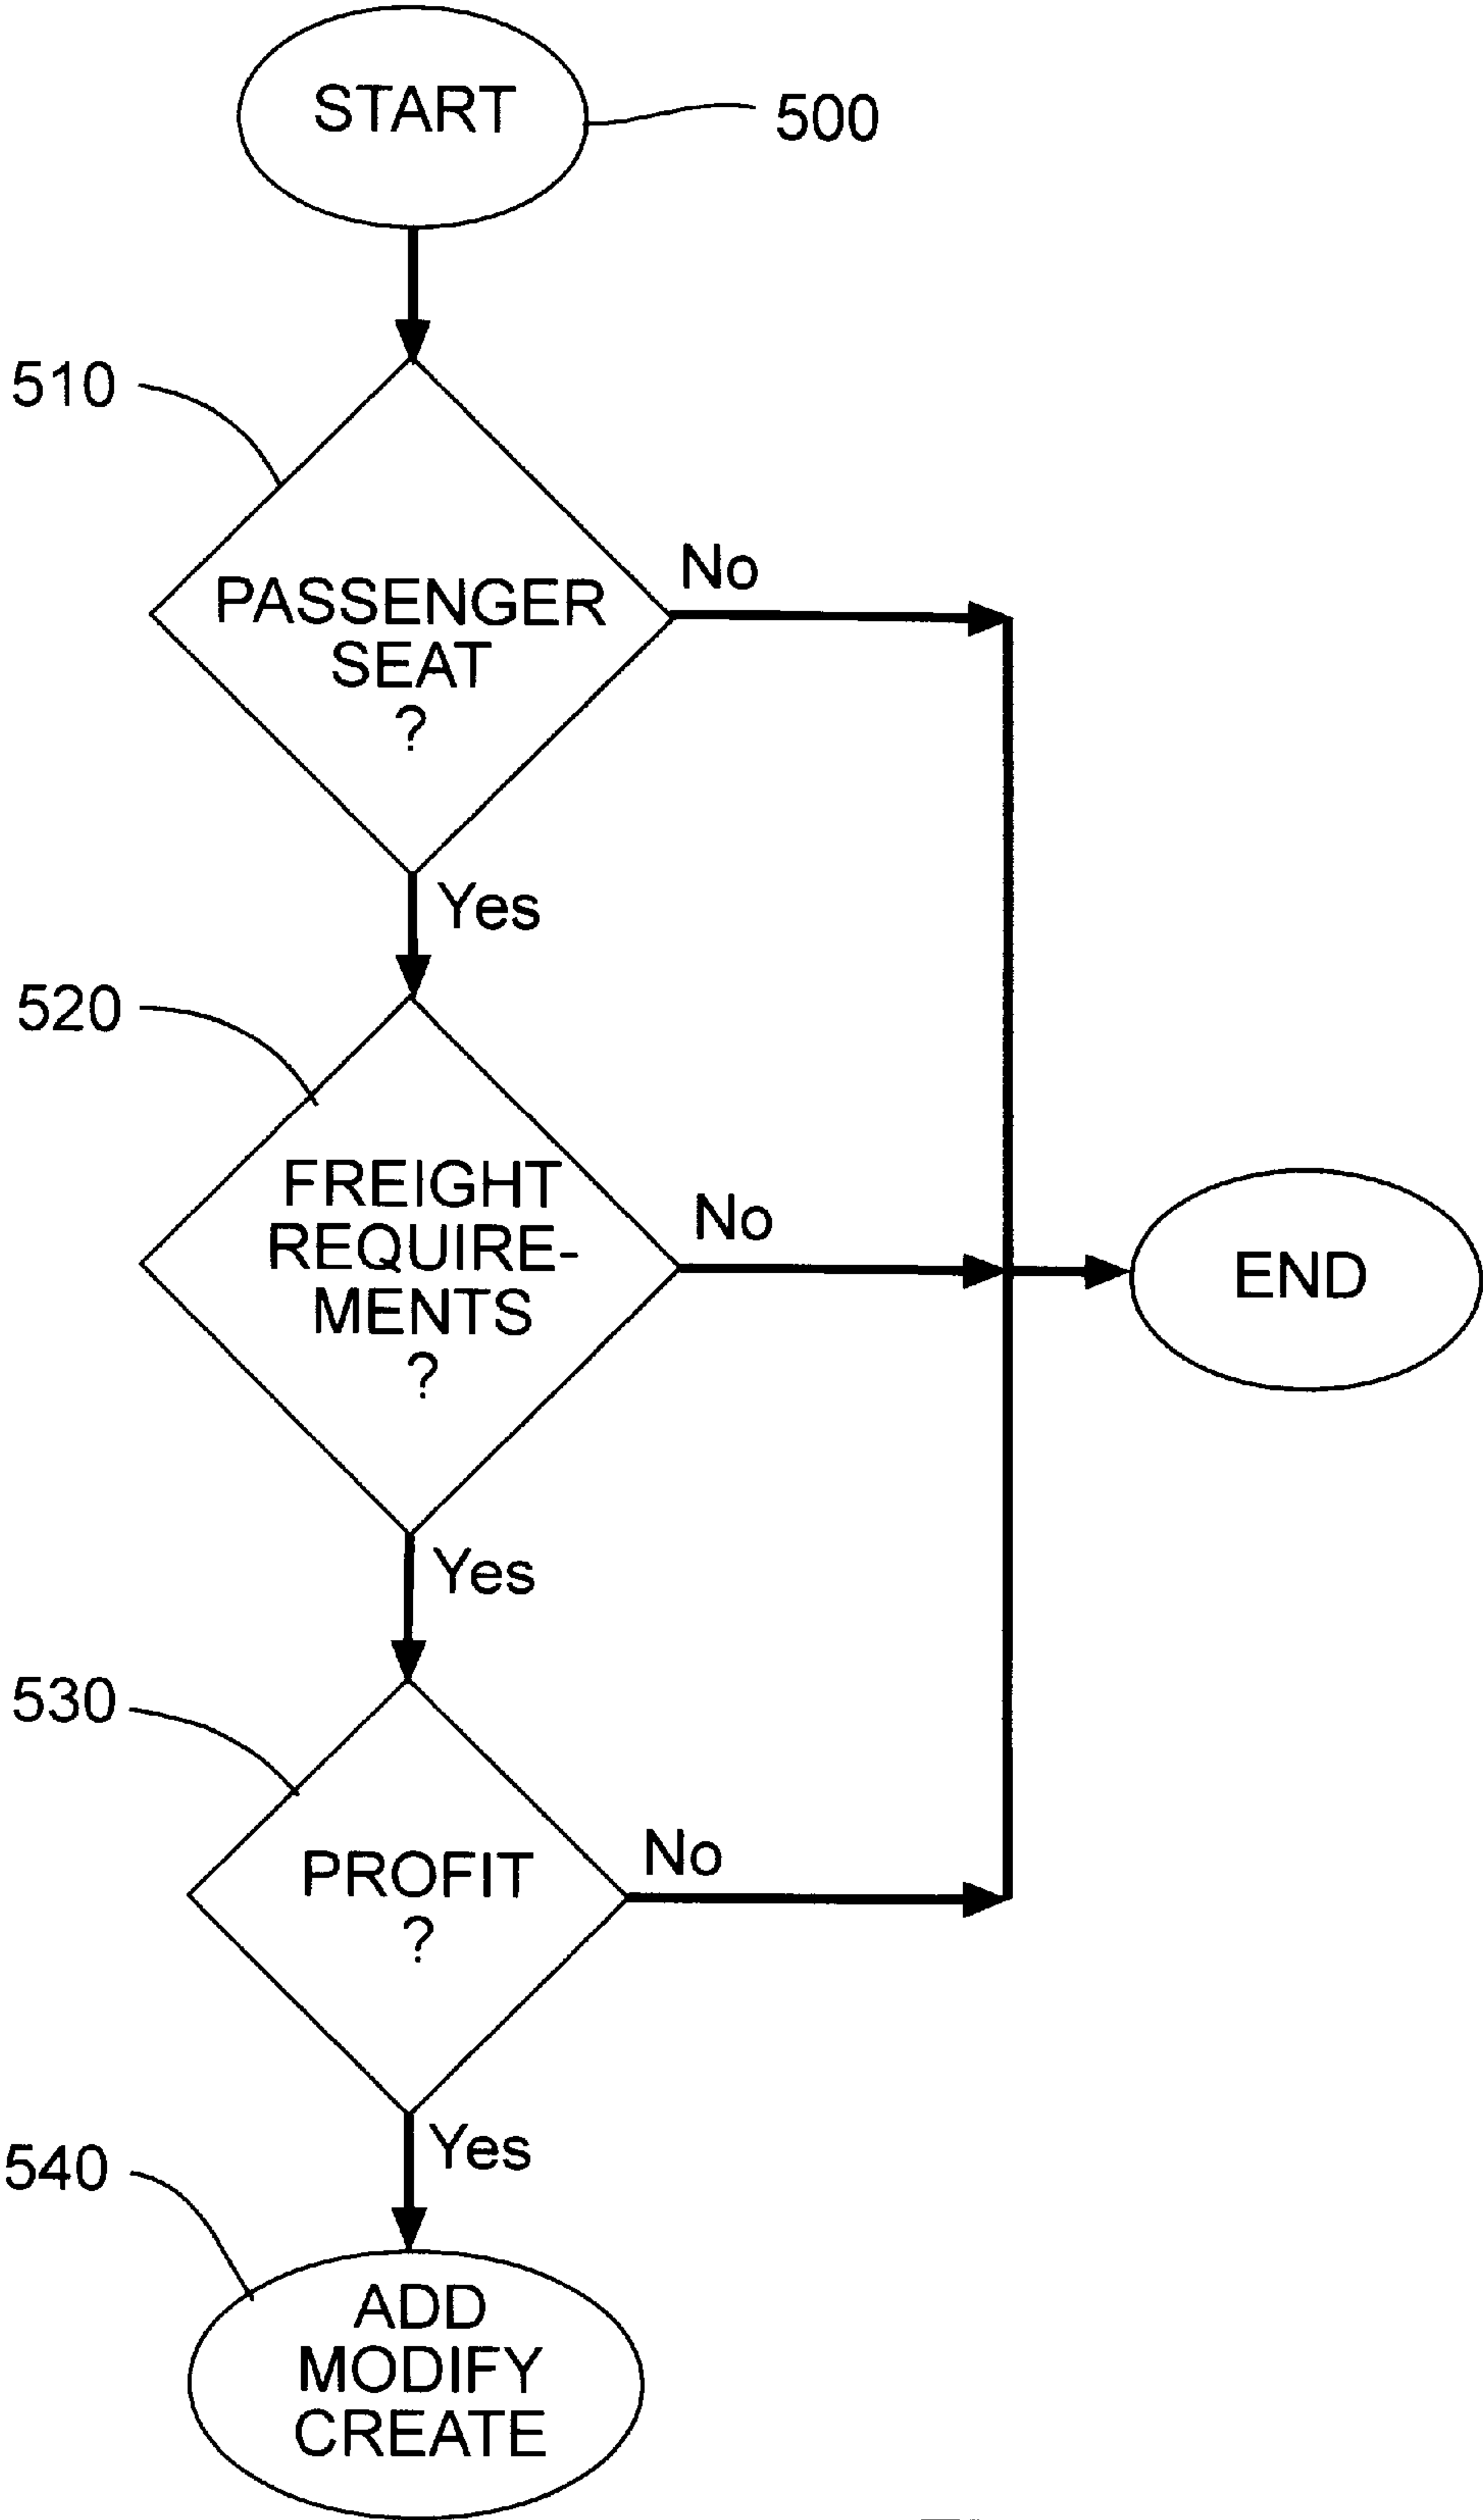 START
500
510
No
PASSENGER
SEAT
?
Yes
520
FREIGHT
REQUIRE-
MENTS
?
No
END
Yes
530
PROFIT
?
No
Yes
540
ADD
MODIFY
CREATE